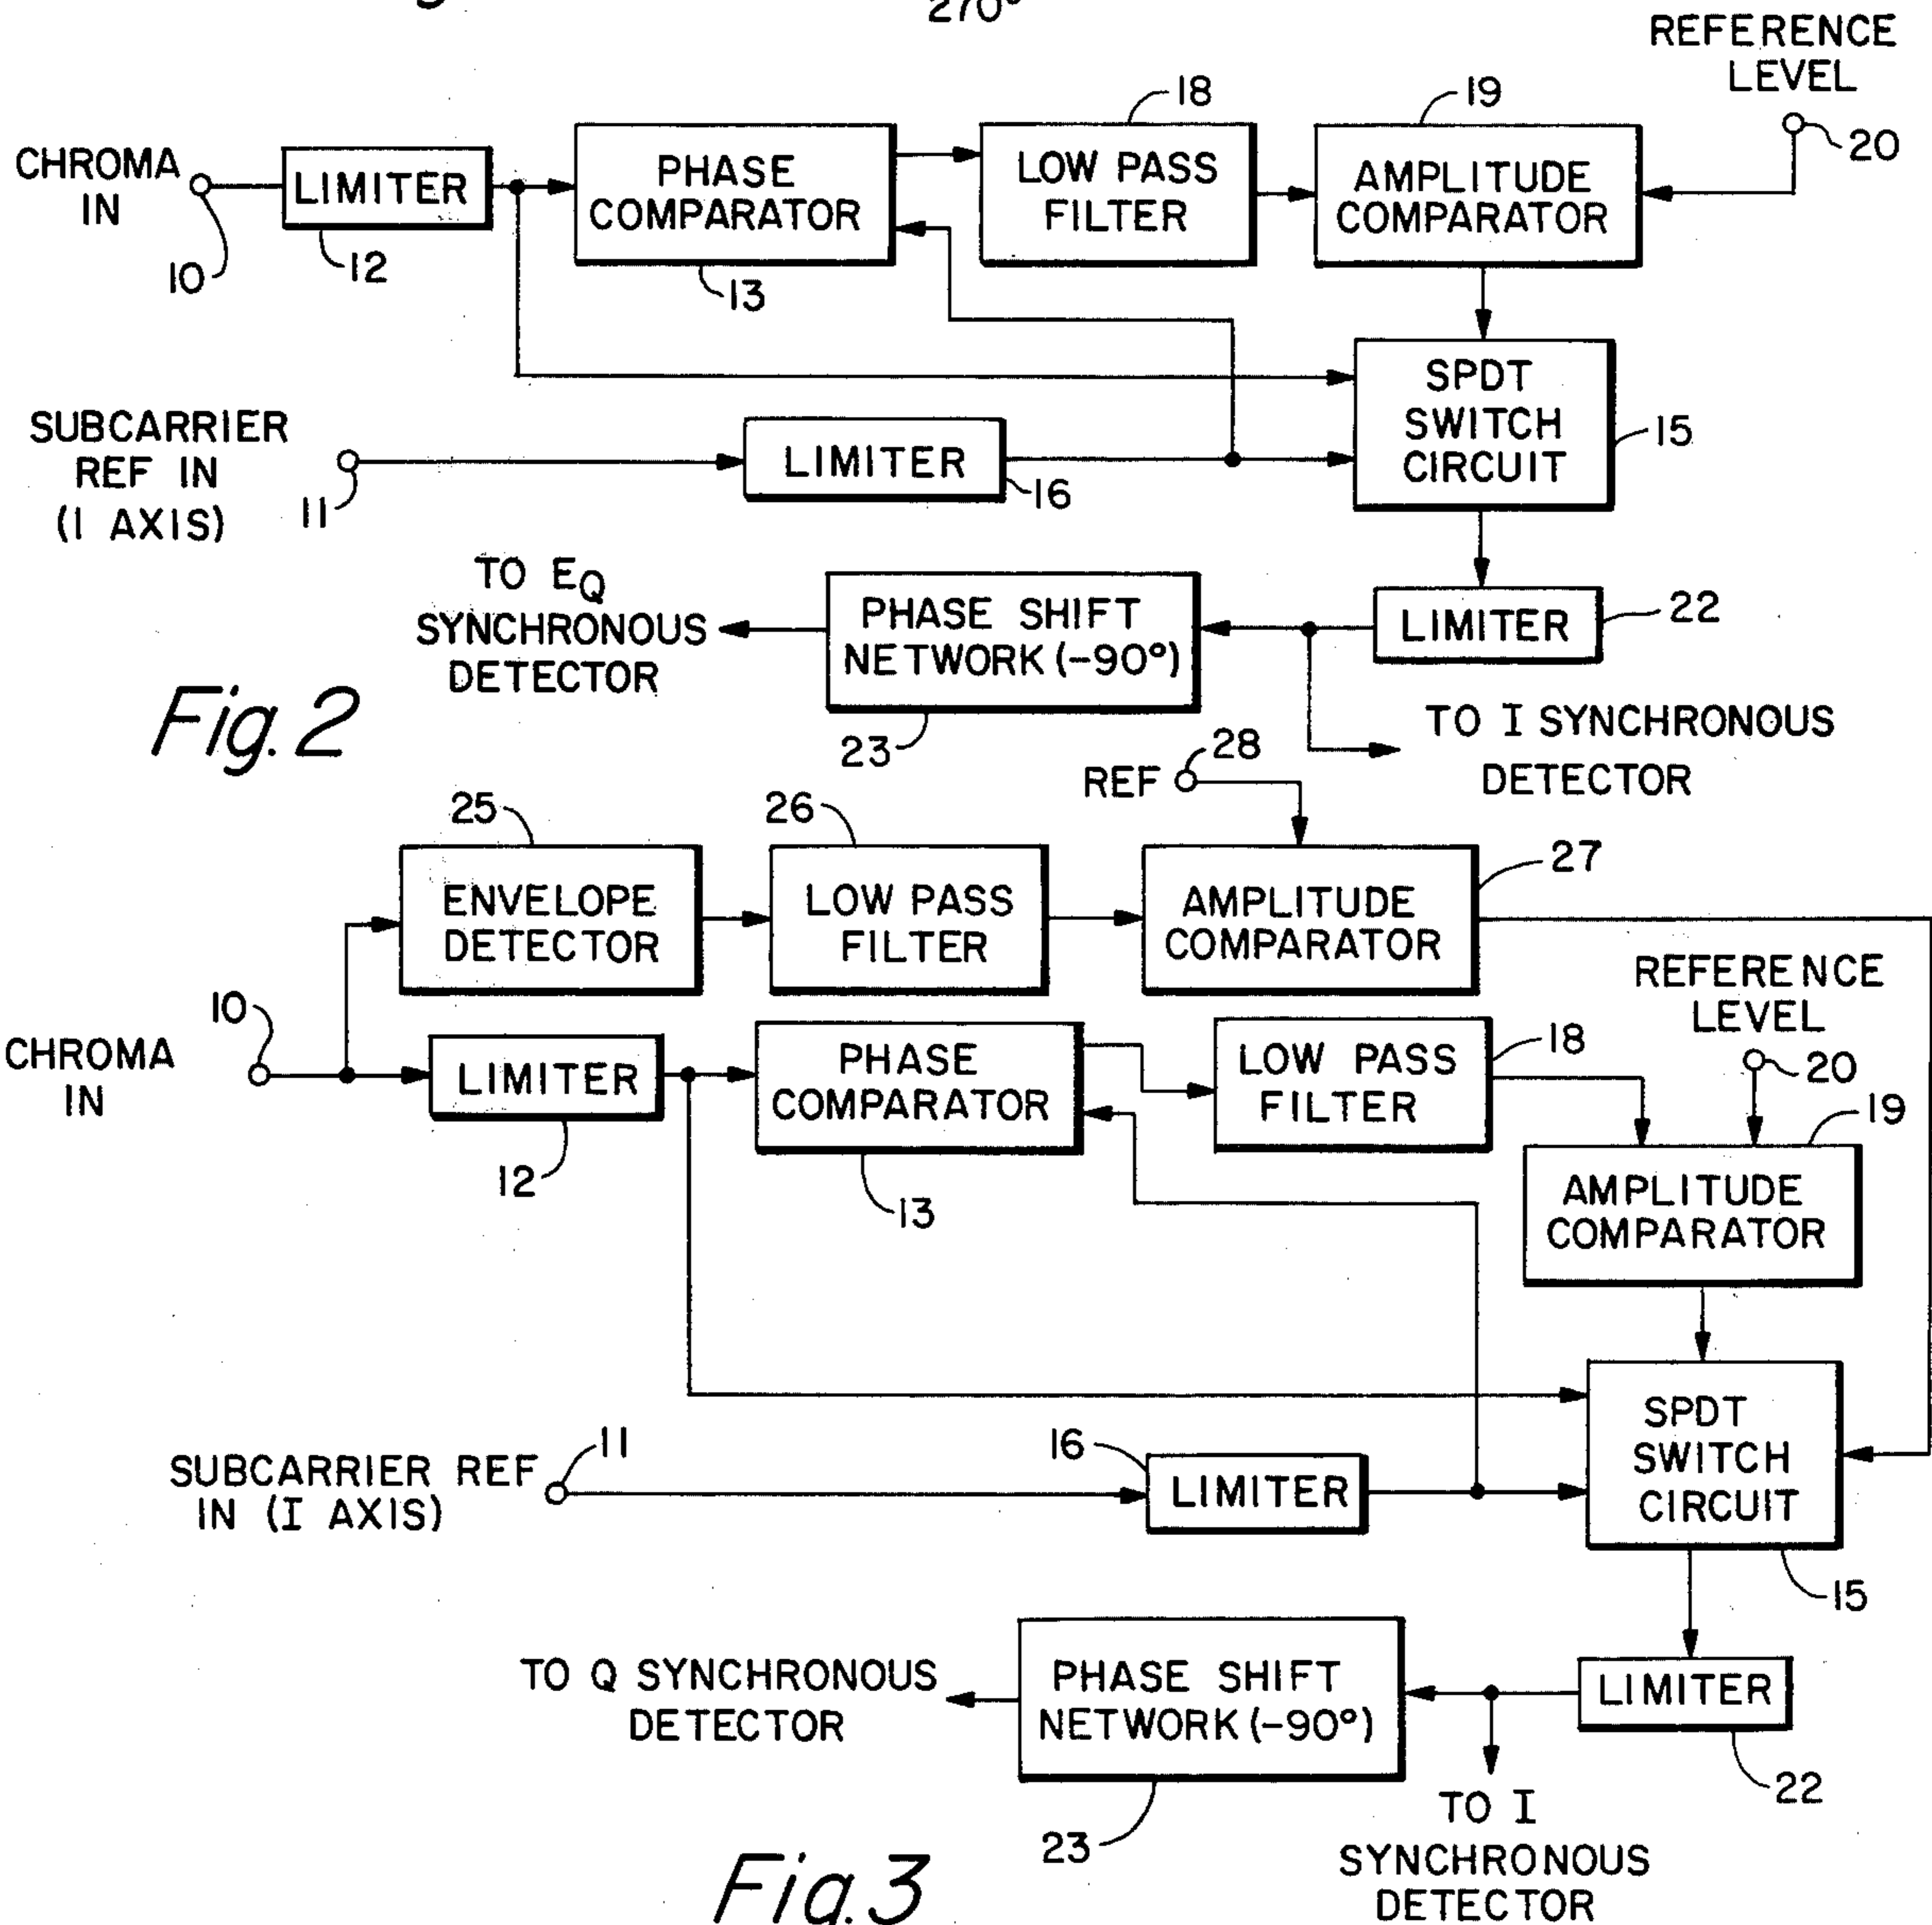 270°
REFERENCE
LEVEL
20
CHROMA
IN
10
LIMITER
12
PHASE
COMPARATOR
13
LOW PASS
FILTER
18
AMPLITUDE
COMPARATOR
19
SUBCARRIER
REF IN
(I AXIS)
11
LIMITER
16
SPDT
SWITCH
CIRCUIT
15
TO EQ
SYNCHRONOUS
DETECTOR
PHASE SHIFT
NETWORK (-90°)
23
LIMITER
22
TO I SYNCHRONOUS
DETECTOR
Fig. 2
REF
28
25
ENVELOPE
DETECTOR
26
LOW PASS
FILTER
AMPLITUDE
COMPARATOR
27
REFERENCE
LEVEL
20
CHROMA
IN
10
LIMITER
12
PHASE
COMPARATOR
13
LOW PASS
FILTER
18
AMPLITUDE
COMPARATOR
19
SUBCARRIER REF
IN (I AXIS)
11
16
LIMITER
SPDT
SWITCH
CIRCUIT
15
TO Q SYNCHRONOUS
DETECTOR
PHASE SHIFT
NETWORK (-90°)
23
LIMITER
22
TO I
SYNCHRONOUS
DETECTOR
Fig. 3